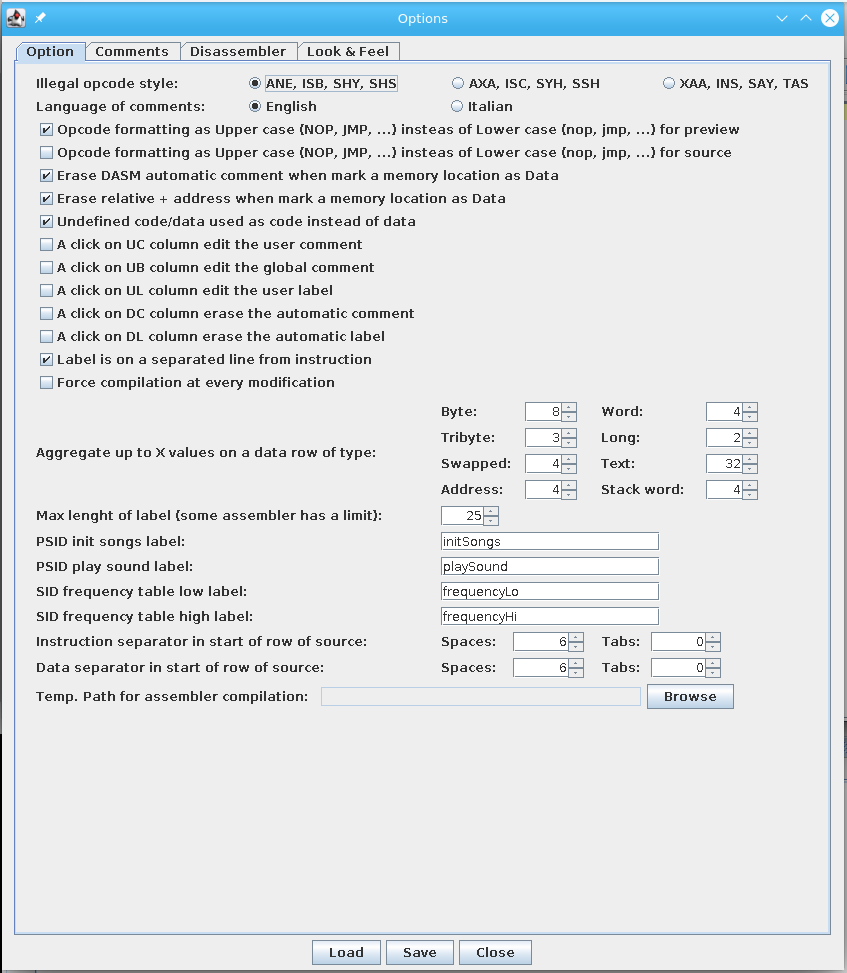 Options
Option Comments Disassembler Look & Feel
Illegal opcode style: ANE, ISB, SHY, SHS AXA, ISC, SYH, SSH XAA, INS, SAY, TAS
Language of comments: English Italian
Opcode formatting as Upper case (NOP, JMP, ...) insteas of Lower case (nop, jmp, ...) for preview
Opcode formatting as Upper case (NOP, JMP, ...) insteas of Lower case (nop, jmp, ...) for source
Erase DASM automatic comment when mark a memory location as Data
Erase relative + address when mark a memory location as Data
Undefined code/data used as code instead of data
A click on UC column edit the user comment
A click on UB column edit the global comment
A click on UL column edit the user label
A click on DC column erase the automatic comment
A click on DL column erase the automatic label
Label is on a separated line from instruction
Force compilation at every modification
Aggregate up to X values on a data row of type:
Byte: 8 Word: 4
Tribyte: 3 Long: 2
Swapped: 4 Text: 32
Address: 4 Stack word: 4
Max lenght of label (some assembler has a limit): 25
PSID init songs label: initSongs
PSID play sound label: playSound
SID frequency table low label: frequencyLo
SID frequency table high label: frequencyHi
Instruction separator in start of row of source: Spaces: 6 Tabs: 0
Data separator in start of row of source: Spaces: 6 Tabs: 0
Temp. Path for assembler compilation: Browse
Load Save Close